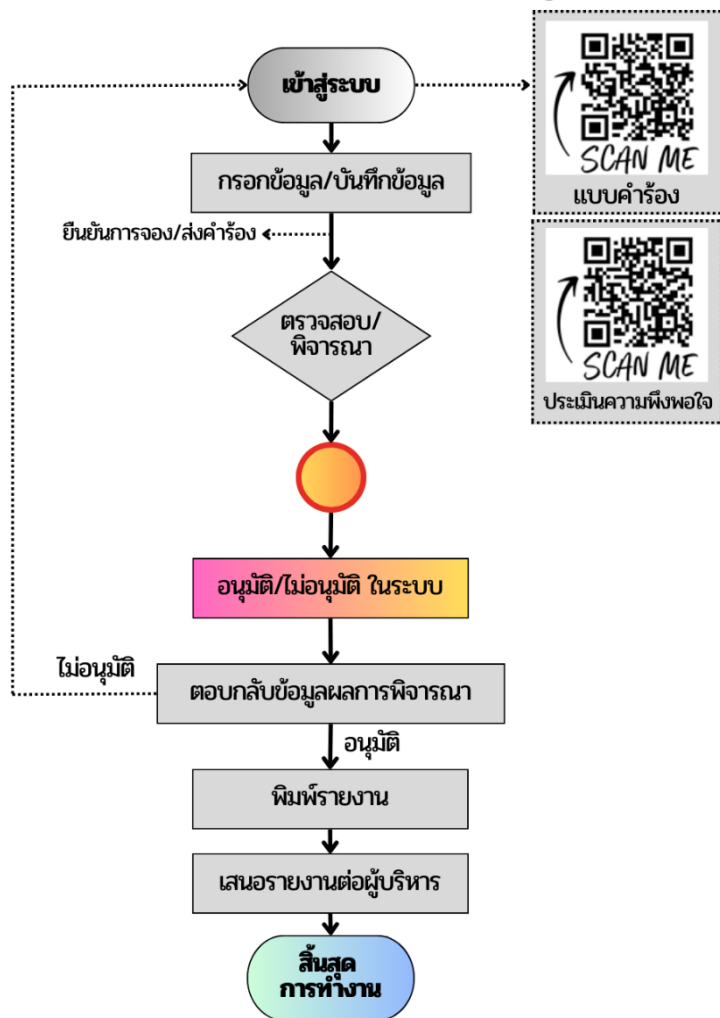 เข้าสู่ระบบ
SCAN ME
แบบคำร้อง
กรอกข้อมูล/บันทึกข้อมูล
ยืนยันการจอง/ส่งคำร้อง
ตรวจสอบ/
พิจารณา
SCAN ME
ประเมินความพึงพอใจ
อนุมัติ/ไม่อนุมัติ ในระบบ
ไม่อนุมัติ
ตอบกลับข้อมูลผลการพิจารณา
อนุมัติ
พิมพ์รายงาน
เสนอรายงานต่อผู้บริหาร
สิ้นสุด
การทำงาน